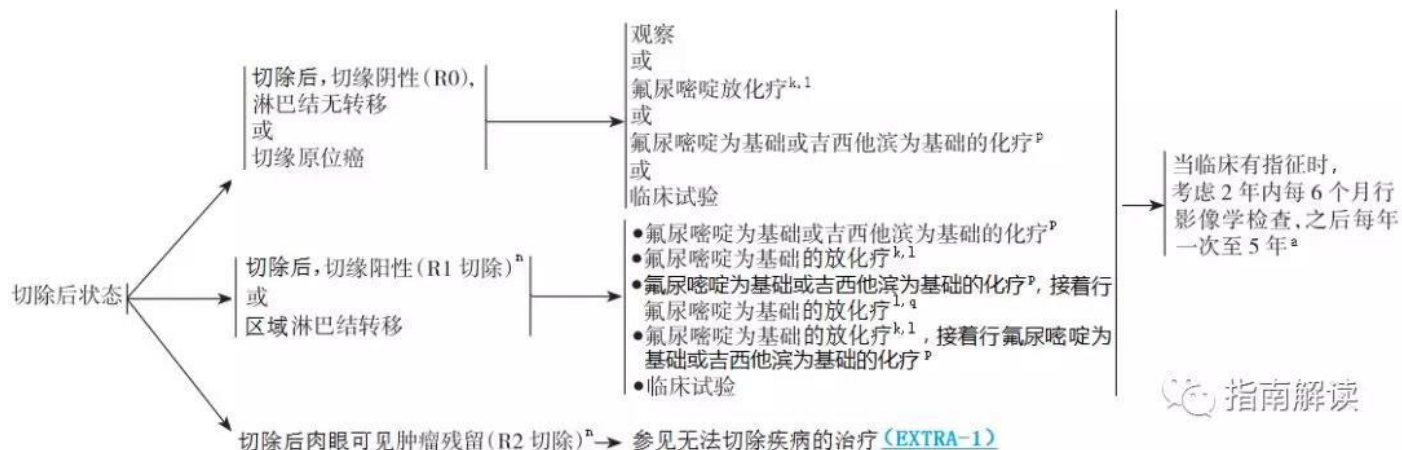 切除后状态
切除后,切缘阴性(R0),
淋巴结无转移
或
切缘原位癌
观察
或
氟尿嘧啶放化疗k,l
或
氟尿嘧啶为基础或吉西他滨为基础的化疗p
或
临床试验
切除后,切缘阳性(R1 切除)n
或
区域淋巴结转移
●氟尿嘧啶为基础或吉西他滨为基础的化疗p
●氟尿嘧啶为基础的放化疗k,l
●氟尿嘧啶为基础或吉西他滨为基础的化疗p, 接着行
氟尿嘧啶为基础的放化疗l,q
●氟尿嘧啶为基础的放化疗k,l , 接着行氟尿嘧啶为
基础或吉西他滨为基础的化疗p
●临床试验
当临床有指征时,
考虑 2 年内每 6 个月行
影像学检查,之后每年
一次至 5 年a
切除后肉眼可见肿瘤残留(R2 切除)n
参见无法切除疾病的治疗(EXTRA-1)
指南解读